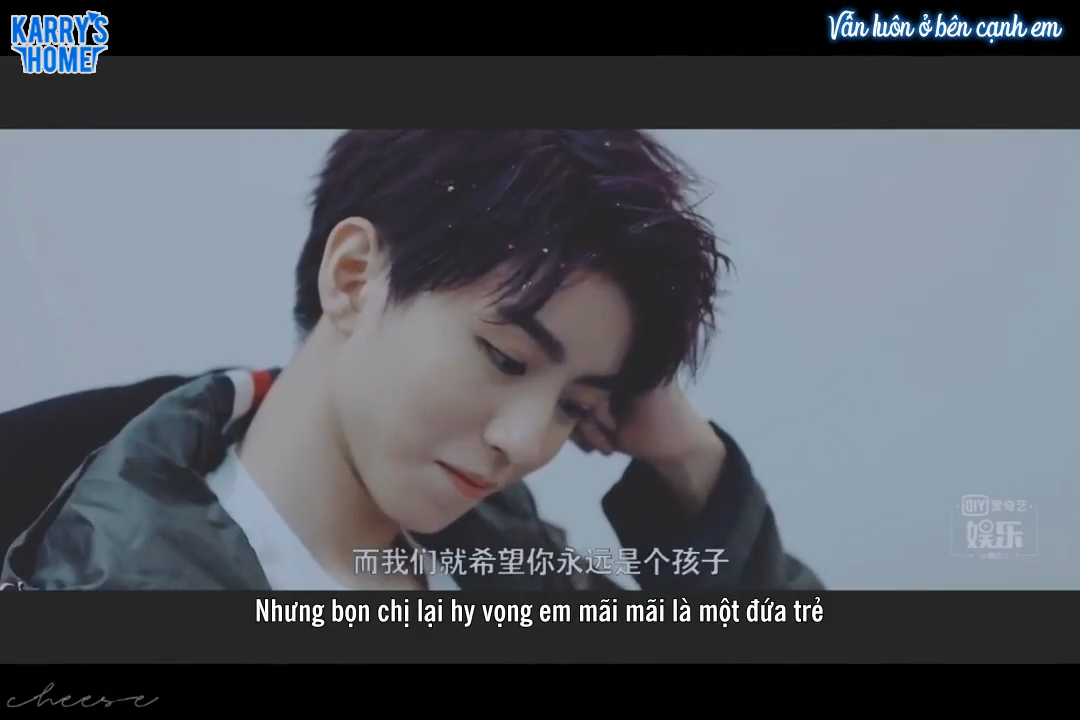 KARRY'S
HOME
Vẫn luôn ở bên cạnh em
iQIY 爱奇艺
娱乐
而我们就希望你永远是个孩子
Nhưng bọn chị lại hy vọng em mãi mãi là một đứa trẻ
cheese